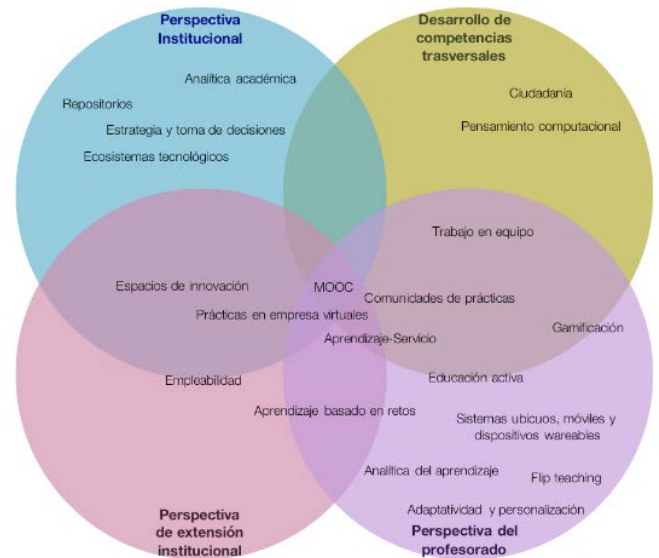 Perspectiva
Institucional
Desarrollo de
competencias
trasversales
Analítica académica
Repositorios
Estrategia y toma de decisiones
Ecosistemas tecnológicos
Ciudadanía
Pensamiento computacional
Trabajo en equipo
Espacios de innovación
MOOC
Comunidades de prácticas
Prácticas en empresa virtuales
Gamificación
Aprendizaje-Servicio
Empleabilidad
Educación activa
Aprendizaje basado en retos
Sistemas ubicuos, móviles y
dispositivos wareables
Analítica del aprendizaje
Flip teaching
Adaptatividad y personalización
Perspectiva
de extensión
institucional
Perspectiva del
profesorado